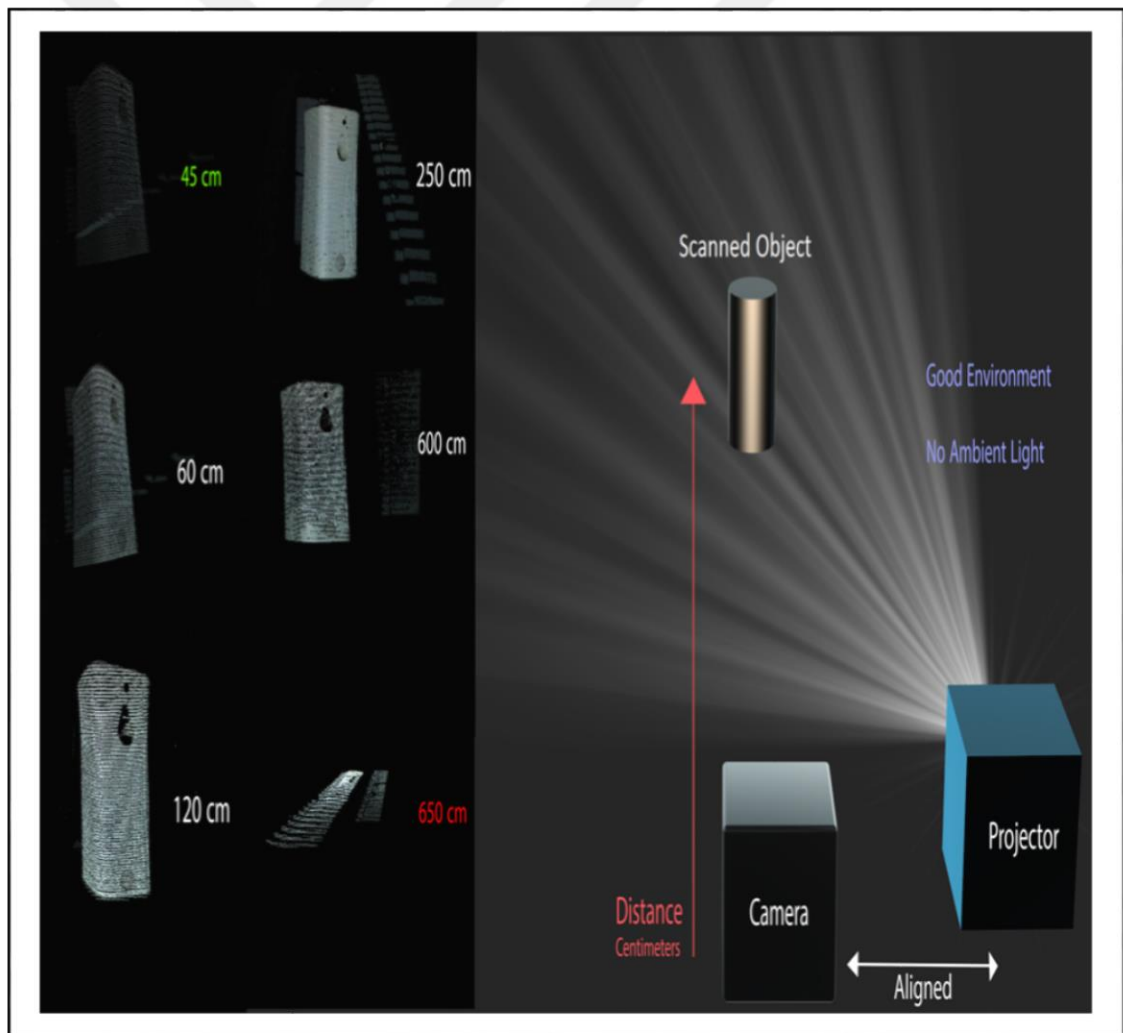 45 cm
250 cm
60 cm
600 cm
120 cm
650 cm
Scanned Object
Good Environment
No Ambient Light
Projector
Camera
Distance
Centimeters
Aligned